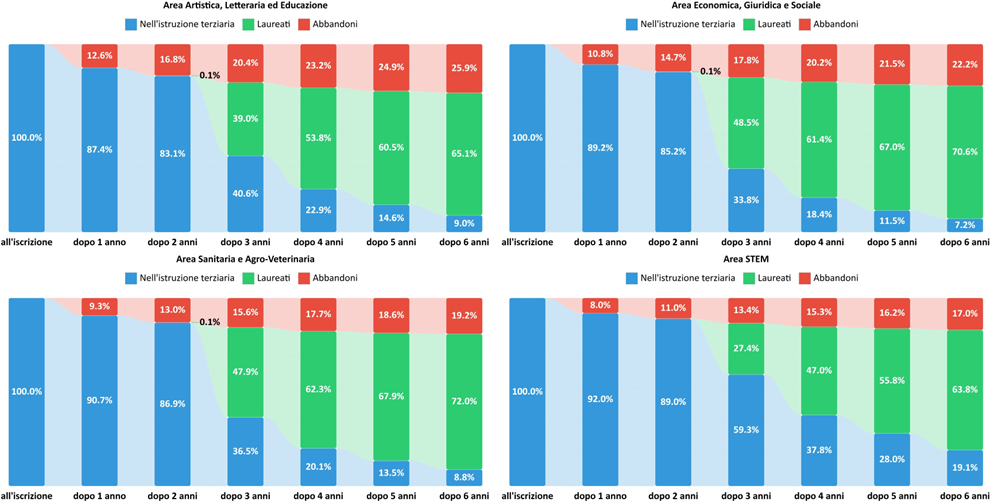 Area Artistica, Letteraria ed Educazione
Nell'istruzione terziaria Laureati Abbandoni
12.6% 16.8% 20.4% 23.2% 24.9% 25.9%
0.1%
39.0% 53.8% 60.5% 65.1%
100.0% 87.4% 83.1% 40.6% 22.9% 14.6% 9.0%
all'iscrizione dopo 1 anno dopo 2 anni dopo 3 anni dopo 4 anni dopo 5 anni dopo 6 anni
Area Economica, Giuridica e Sociale
Nell'istruzione terziaria Laureati Abbandoni
10.8% 14.7% 17.8% 20.2% 21.5% 22.2%
0.1%
48.5% 61.4% 67.0% 70.6%
100.0% 89.2% 85.2% 33.8% 18.4% 11.5% 7.2%
all'iscrizione dopo 1 anno dopo 2 anni dopo 3 anni dopo 4 anni dopo 5 anni dopo 6 anni
Area Sanitaria e Agro-Veterinaria
Nell'istruzione terziaria Laureati Abbandoni
9.3% 13.0% 15.6% 17.7% 18.6% 19.2%
0.1%
47.9% 62.3% 67.9% 72.0%
100.0% 90.7% 86.9% 36.5% 20.1% 13.5% 8.8%
all'iscrizione dopo 1 anno dopo 2 anni dopo 3 anni dopo 4 anni dopo 5 anni dopo 6 anni
Area STEM
Nell'istruzione terziaria Laureati Abbandoni
8.0% 11.0% 13.4% 15.3% 16.2% 17.0%
27.4% 47.0% 55.8% 63.8%
100.0% 92.0% 89.0% 59.3% 37.8% 28.0% 19.1%
all'iscrizione dopo 1 anno dopo 2 anni dopo 3 anni dopo 4 anni dopo 5 anni dopo 6 anni